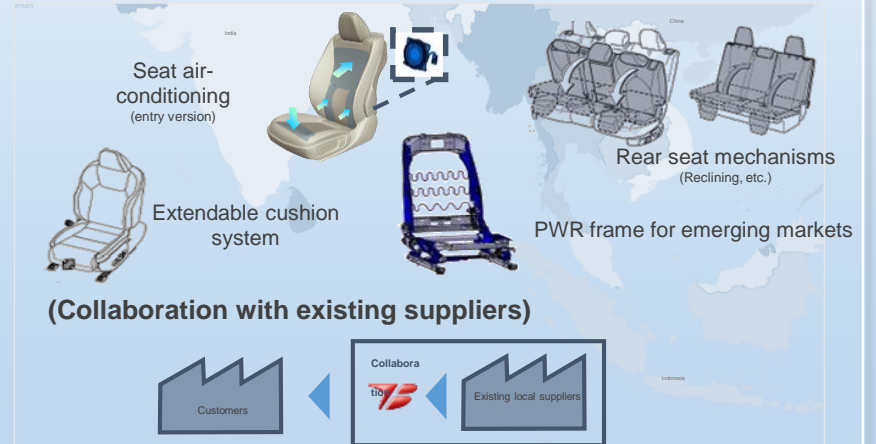 China
India
Seat air-
conditioning
(entry version)
Rear seat mechanisms
(Reclining, etc.)
Extendable cushion
system
PWR frame for emerging markets
(Collaboration with existing suppliers)
Collabora
tion
Customers
Existing local suppliers
Indonesia